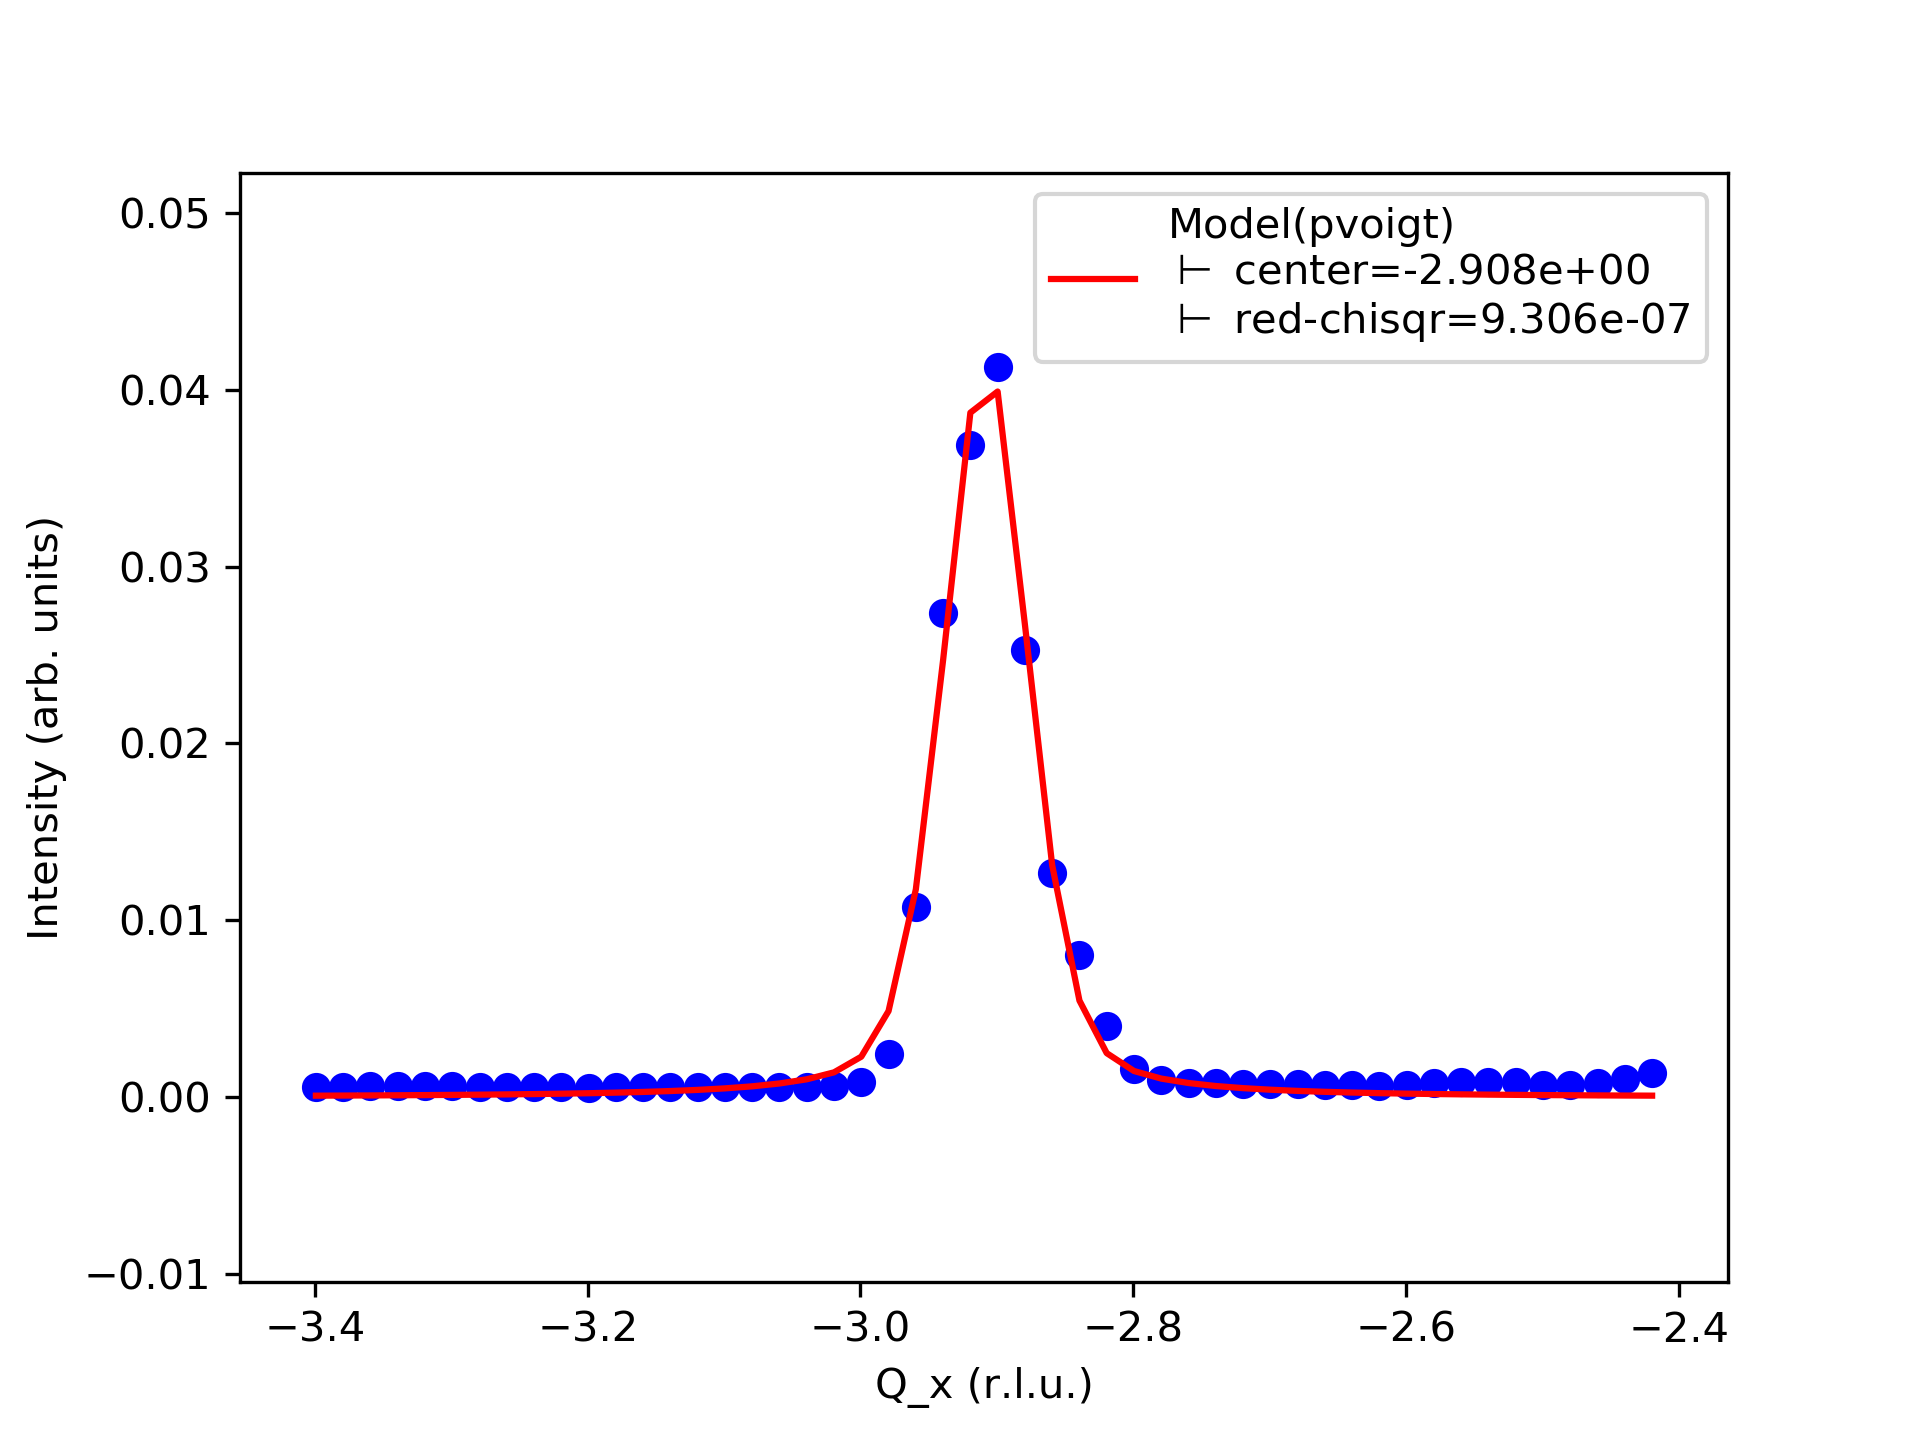 Model(pvoigt)
⊢ center=-2.908e+00
⊢ red-chisqr=9.306e-07
0.05
0.04
0.03
0.02
0.01
0.00
−0.01
Intensity (arb. units)
−3.4 −3.2 −3.0 −2.8 −2.6 −2.4
Q_x (r.l.u.)